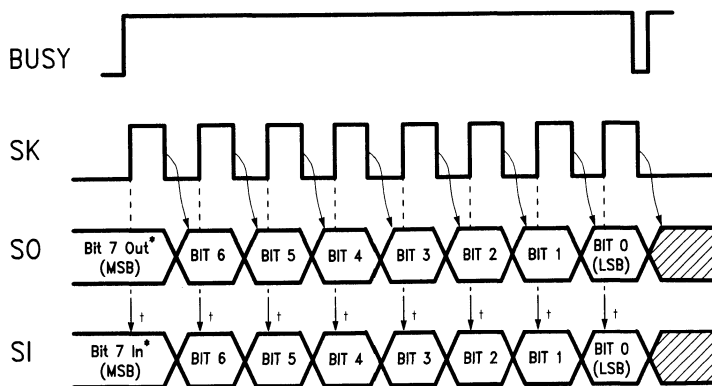 BUSY
SK
SO
Bit 7 Out*
(MSB)
BIT 6
BIT 5
BIT 4
BIT 3
BIT 2
BIT 1
BIT 0
(LSB)
† † † † † † † †
SI
Bit 7 In*
(MSB)
BIT 6
BIT 5
BIT 4
BIT 3
BIT 2
BIT 1
BIT 0
(LSB)